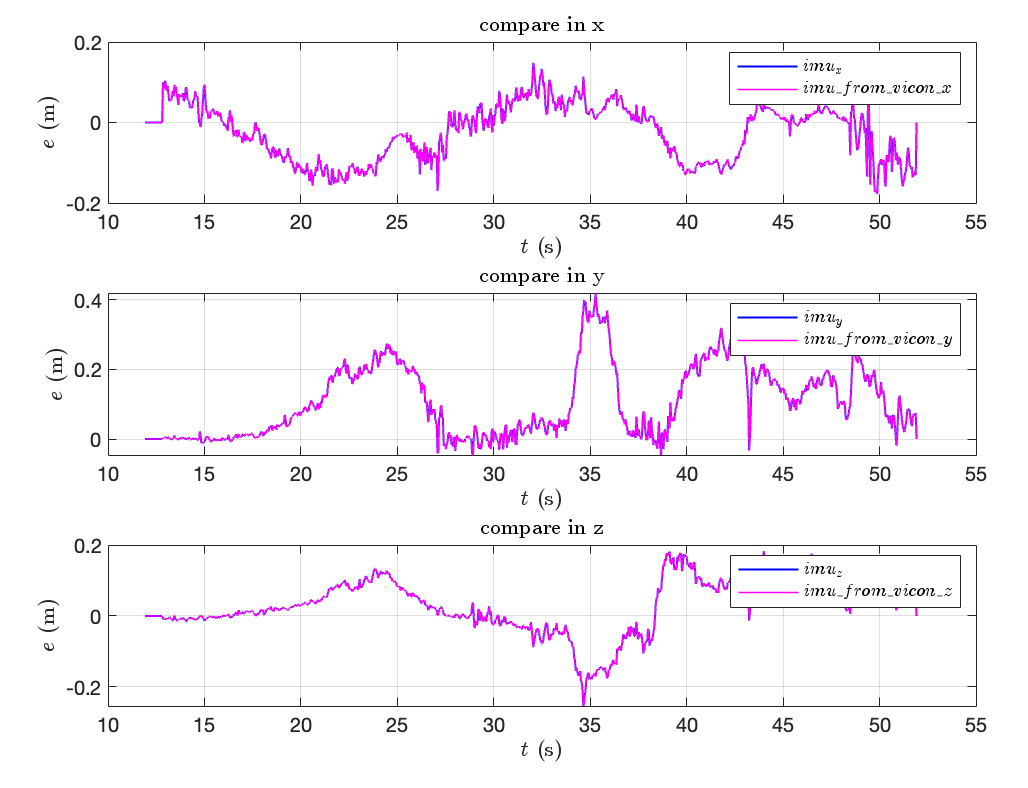 compare in x
0.2
0
-0.2
e (m)
imu_x
imu_from_vicon_x
10 15 20 25 30 35 40 45 50 55
t (s)
compare in y
0.4
0.2
0
e (m)
imu_y
imu_from_vicon_y
10 15 20 25 30 35 40 45 50 55
t (s)
compare in z
0.2
0
-0.2
e (m)
imu_z
imu_from_vicon_z
10 15 20 25 30 35 40 45 50 55
t (s)